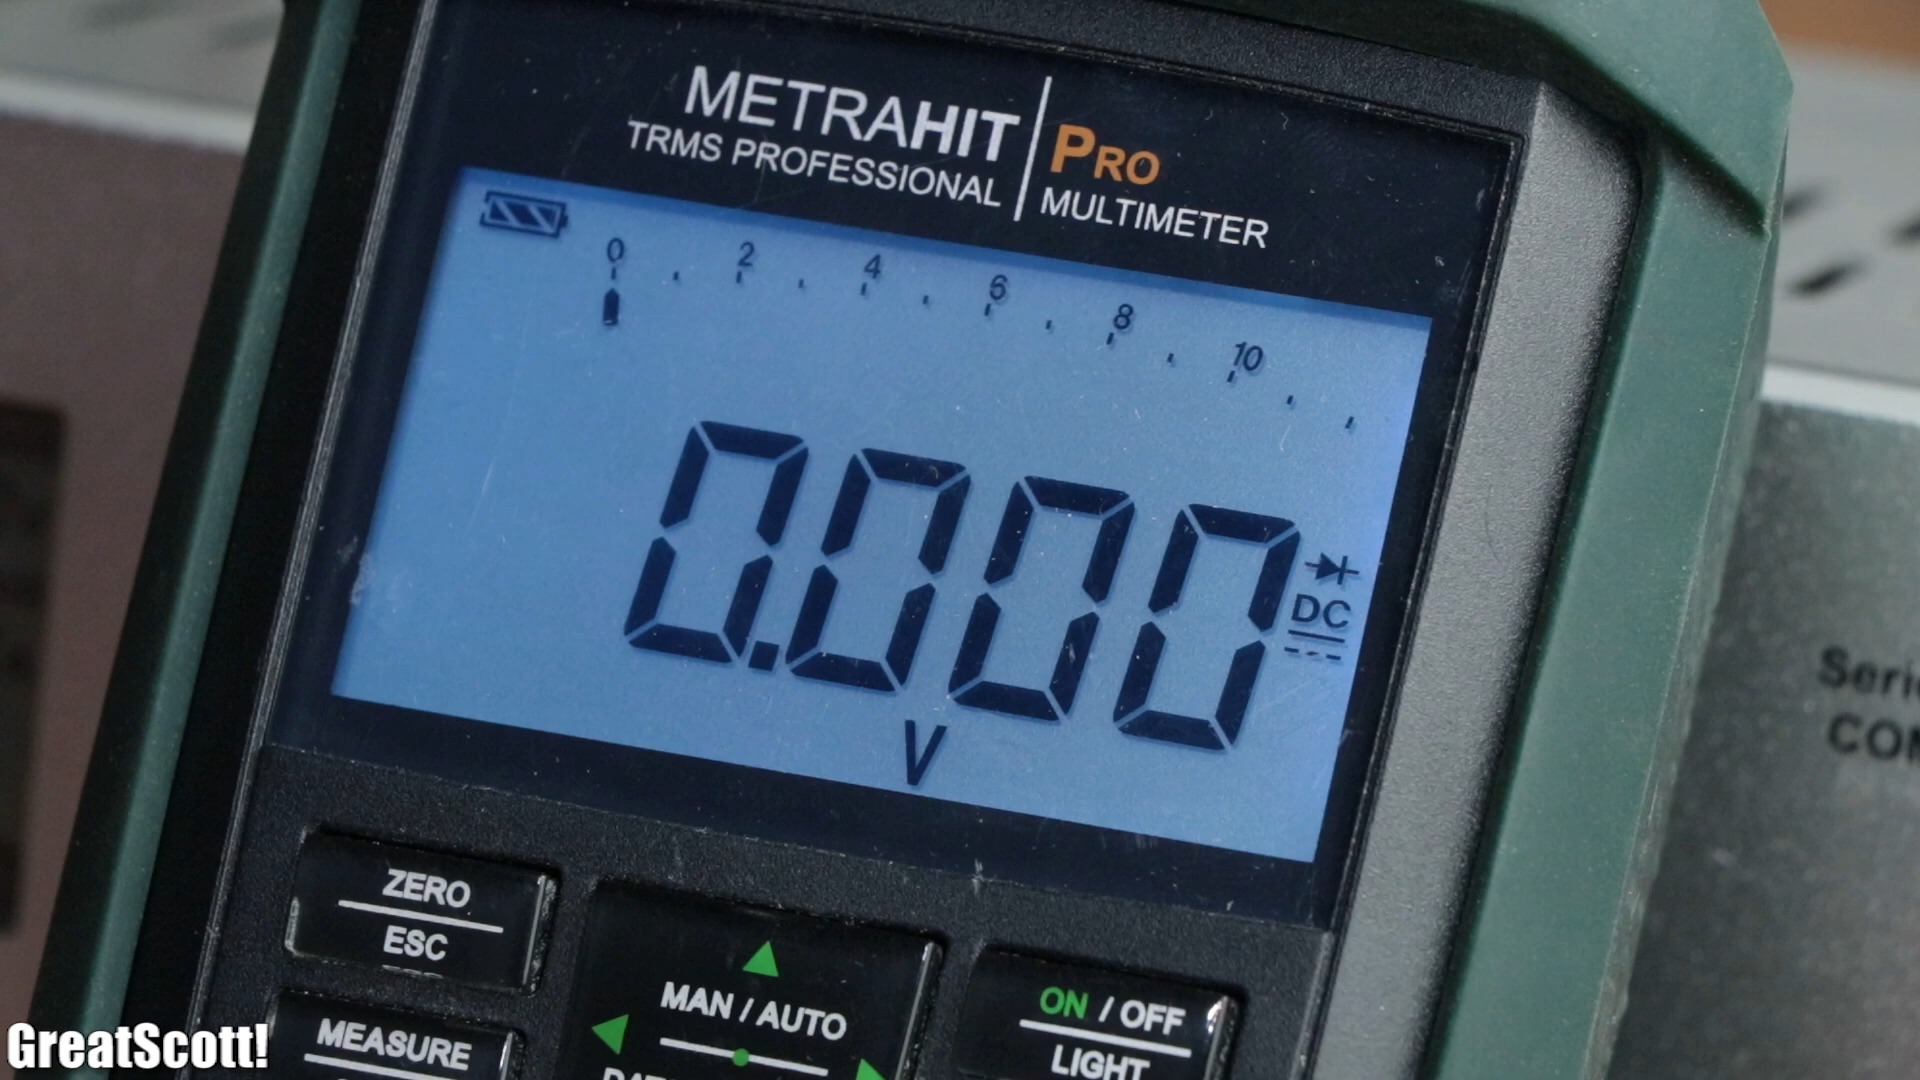 METRAHIT PRO
TRMS PROFESSIONAL MULTIMETER
0 2 4 6 8 10
0.000
DC
V
ZERO
ESC
MAN / AUTO
ON / OFF
LIGHT
MEASURE
GreatScott!